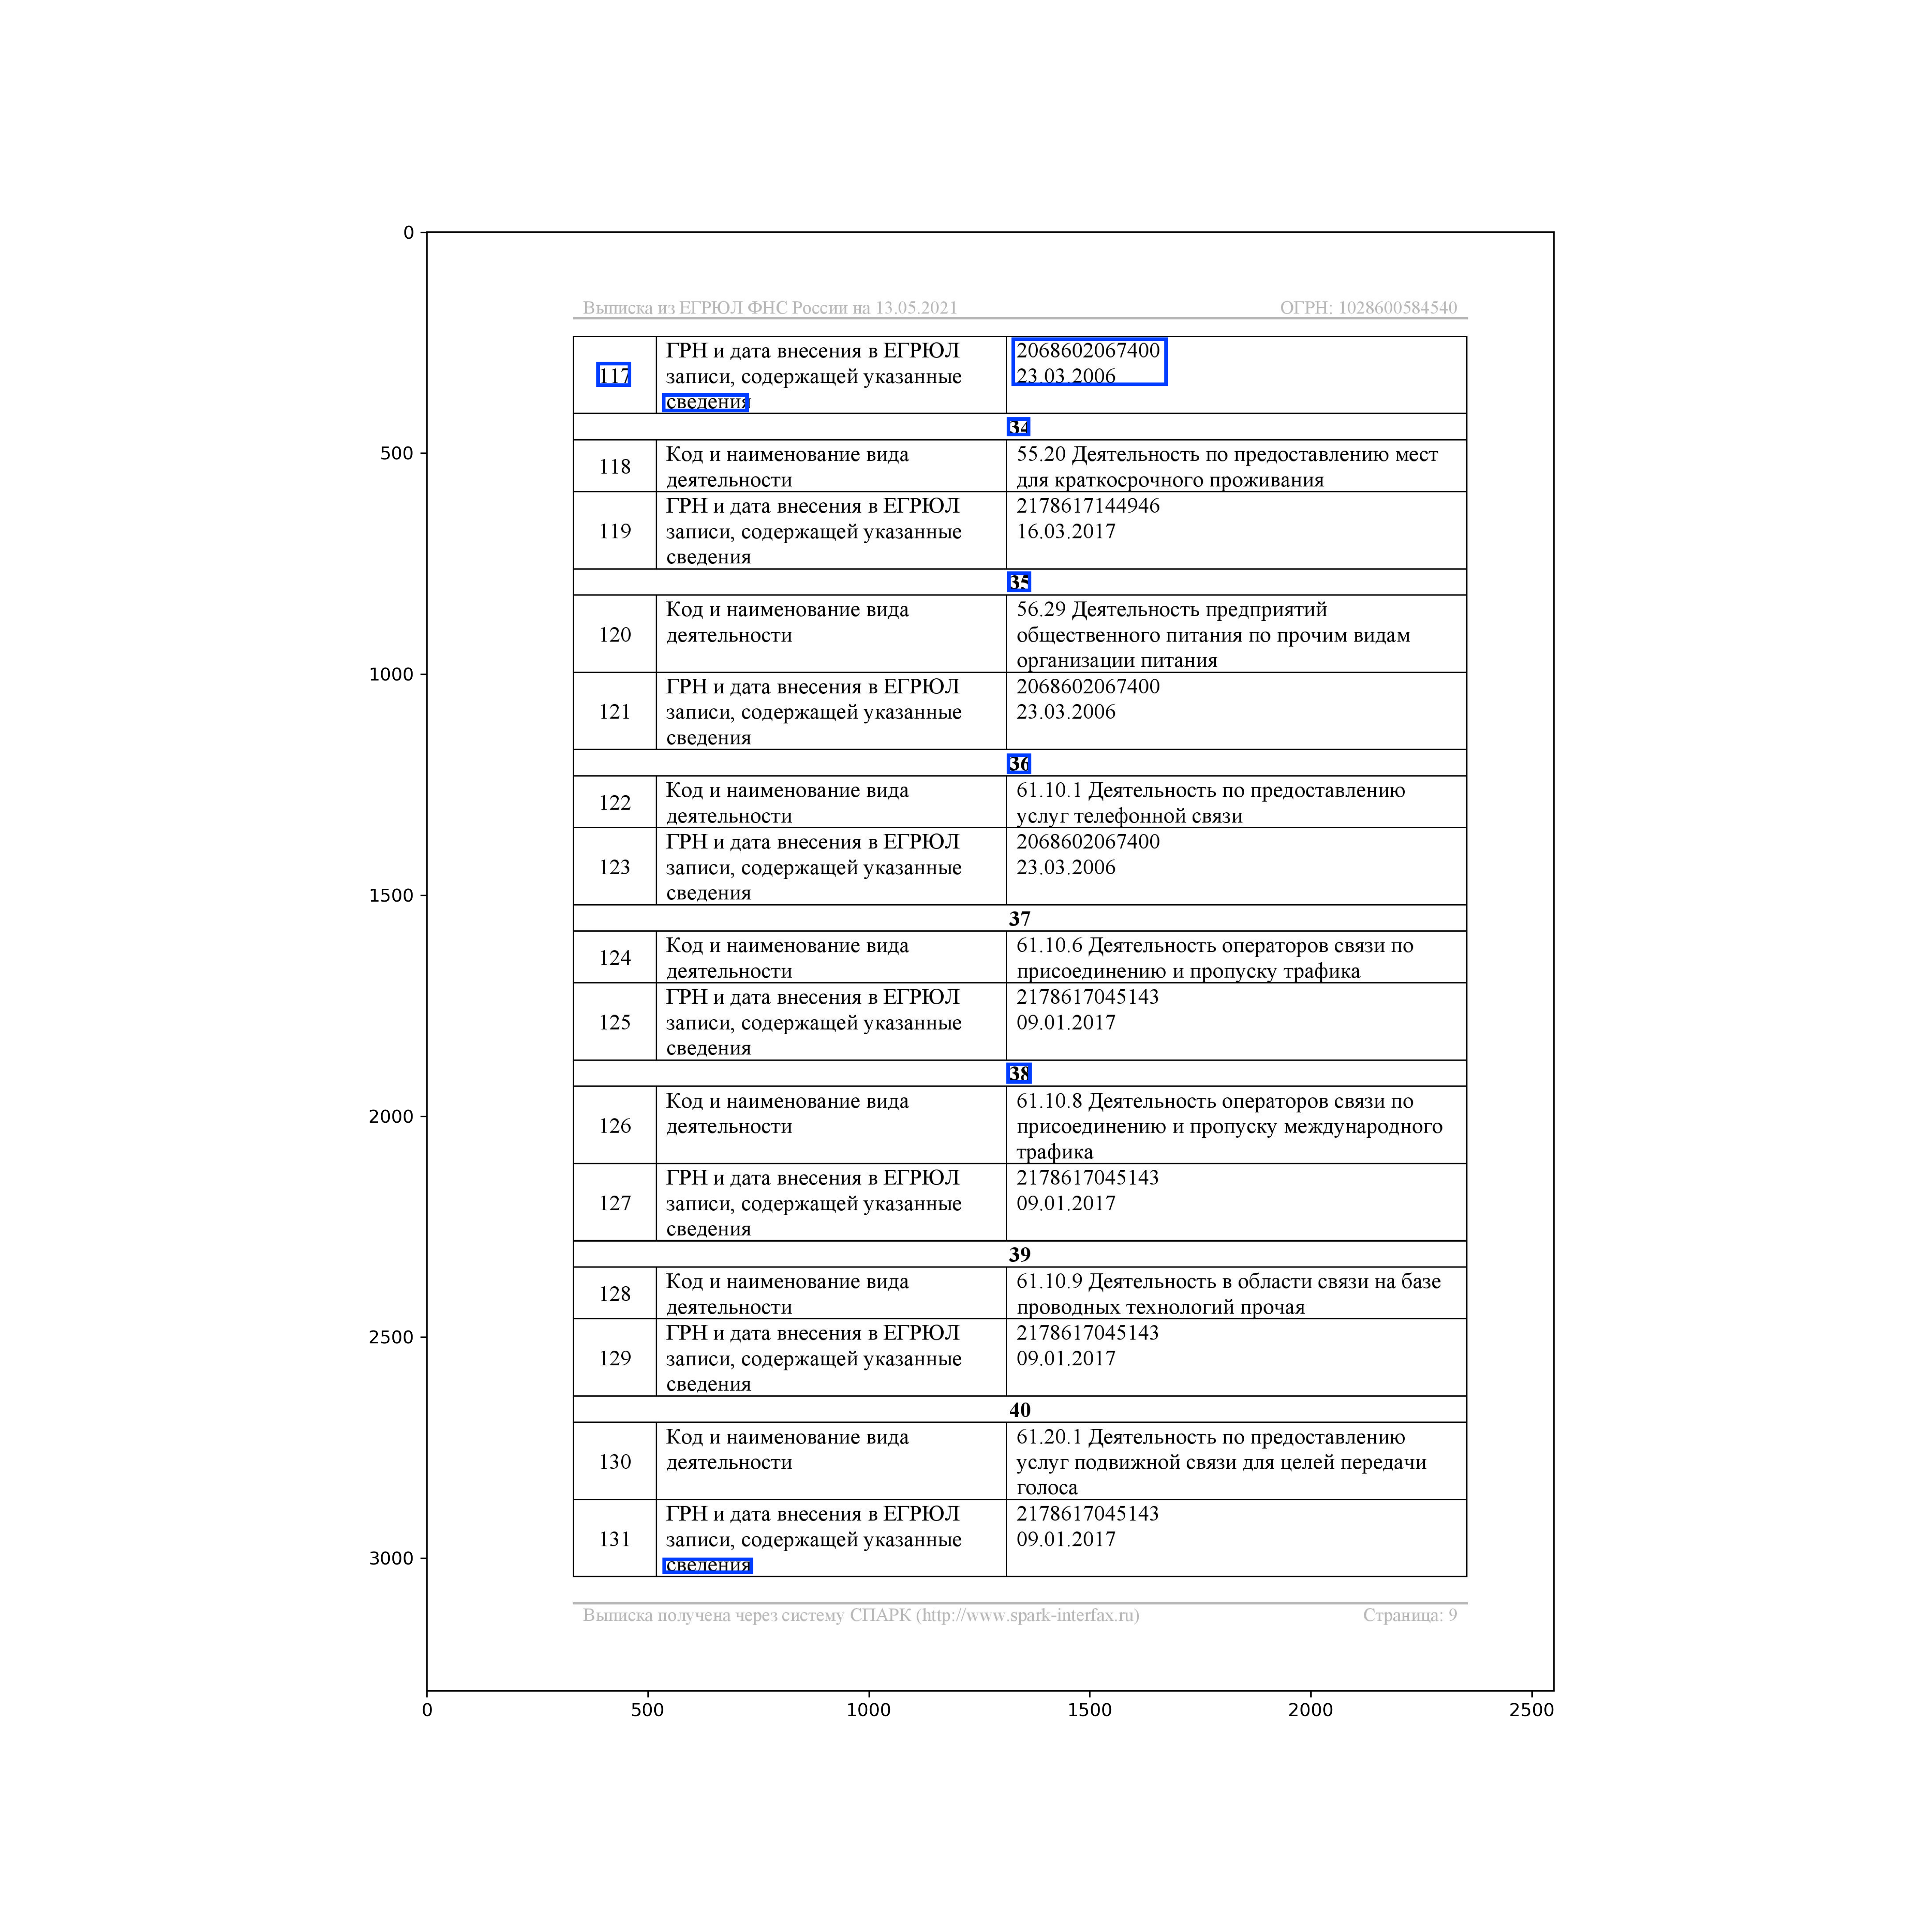 0
500
1000
1500
2000
2500
3000
0
500
1000
1500
2000
2500
Выписка из ЕГРЮЛ ФНС России на 13.05.2021 ОГРН: 1028600584540
117
ГРН и дата внесения в ЕГРЮЛ
записи, содержащей указанные
сведения
2068602067400
23.03.2006
34
118
Код и наименование вида
деятельности
55.20 Деятельность по предоставлению мест
для краткосрочного проживания
119
ГРН и дата внесения в ЕГРЮЛ
записи, содержащей указанные
сведения
2178617144946
16.03.2017
35
120
Код и наименование вида
деятельности
56.29 Деятельность предприятий
общественного питания по прочим видам
организации питания
121
ГРН и дата внесения в ЕГРЮЛ
записи, содержащей указанные
сведения
2068602067400
23.03.2006
36
122
Код и наименование вида
деятельности
61.10.1 Деятельность по предоставлению
услуг телефонной связи
123
ГРН и дата внесения в ЕГРЮЛ
записи, содержащей указанные
сведения
2068602067400
23.03.2006
37
124
Код и наименование вида
деятельности
61.10.6 Деятельность операторов связи по
присоединению и пропуску трафика
125
ГРН и дата внесения в ЕГРЮЛ
записи, содержащей указанные
сведения
2178617045143
09.01.2017
38
126
Код и наименование вида
деятельности
61.10.8 Деятельность операторов связи по
присоединению и пропуску международного
трафика
127
ГРН и дата внесения в ЕГРЮЛ
записи, содержащей указанные
сведения
2178617045143
09.01.2017
39
128
Код и наименование вида
деятельности
61.10.9 Деятельность в области связи на базе
проводных технологий прочая
129
ГРН и дата внесения в ЕГРЮЛ
записи, содержащей указанные
сведения
2178617045143
09.01.2017
40
130
Код и наименование вида
деятельности
61.20.1 Деятельность по предоставлению
услуг подвижной связи для целей передачи
голоса
131
ГРН и дата внесения в ЕГРЮЛ
записи, содержащей указанные
сведения
2178617045143
09.01.2017
Выписка получена через систему СПАРК (http://www.spark-interfax.ru) Страница: 9